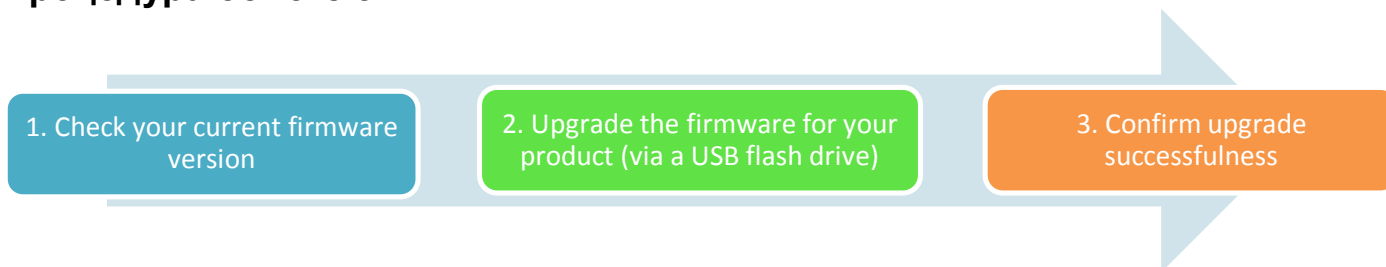 1. Check your current firmware
version
2. Upgrade the firmware for your
product (via a USB flash drive)
3. Confirm upgrade
successfulness